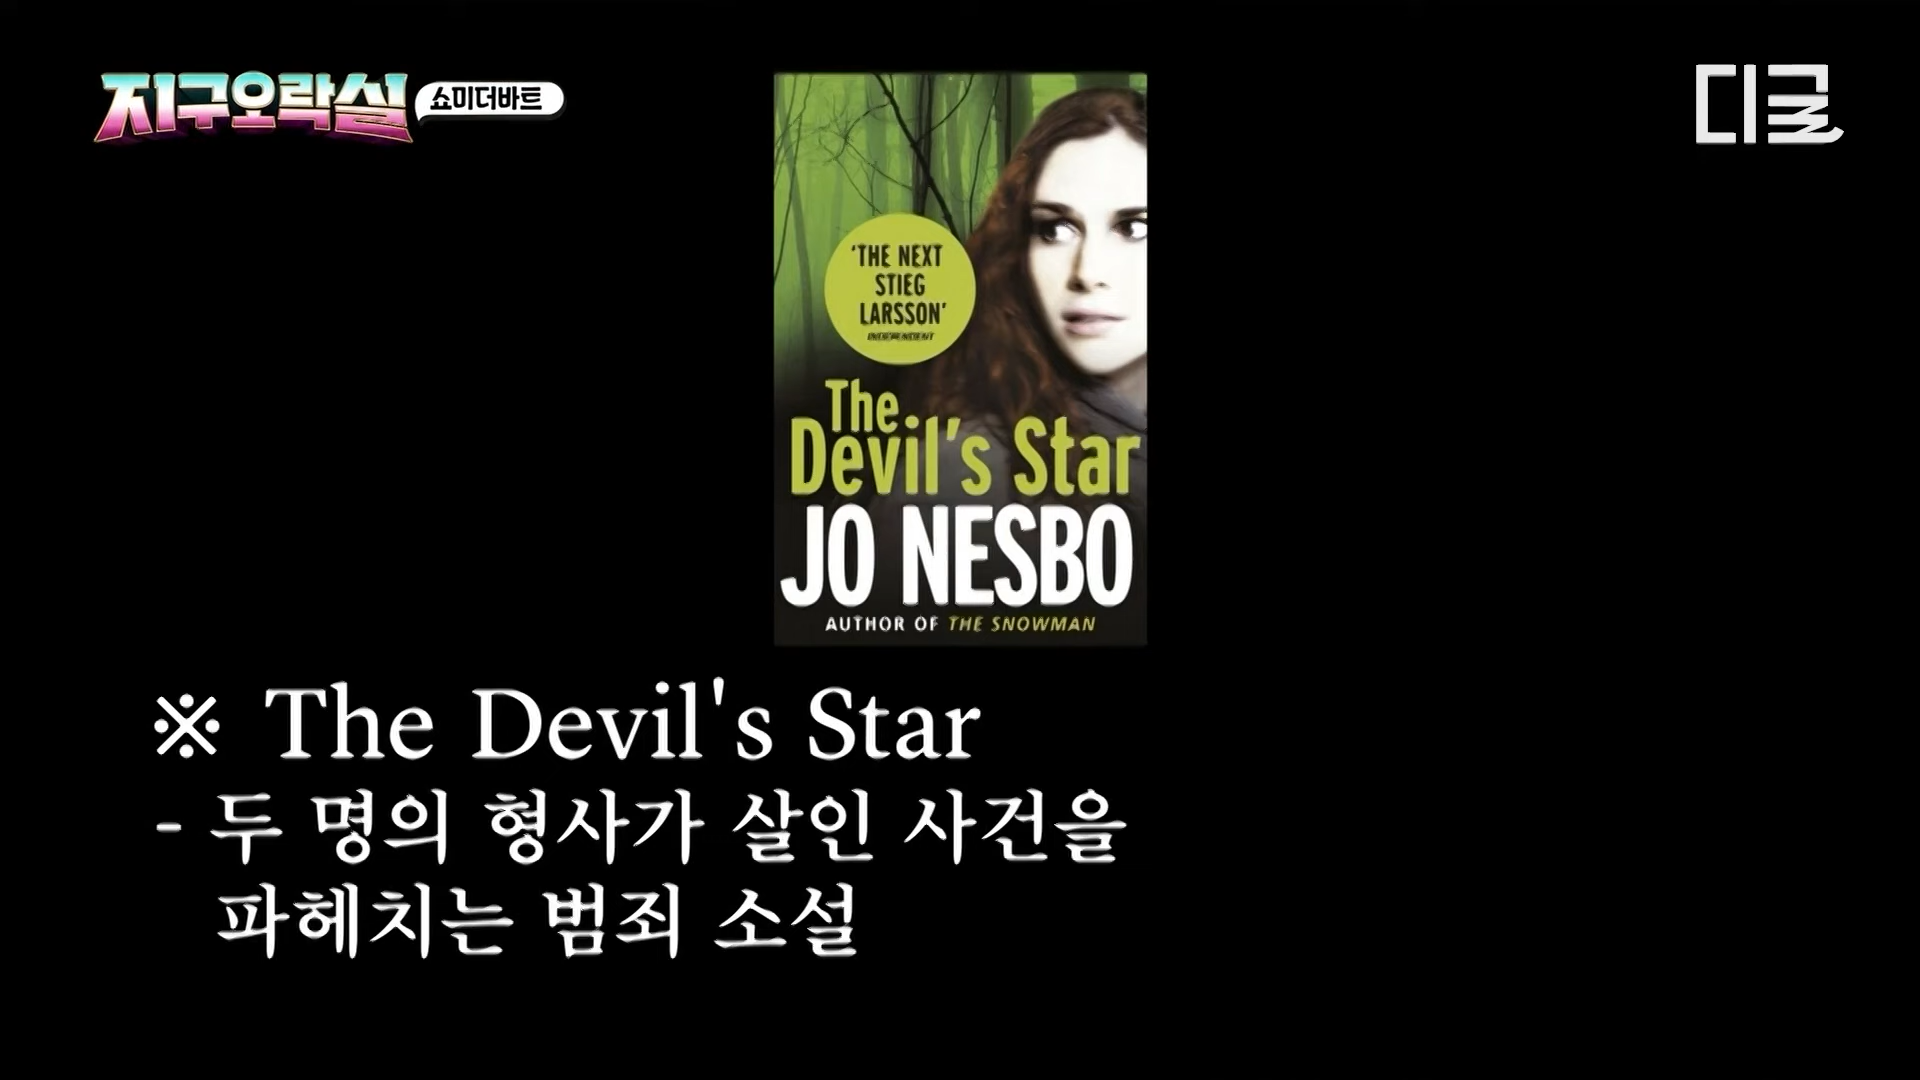 지구오락실
쇼미더바트
디글
'THE NEXT
STIEG
LARSSON'
INDEPENDENT
The
Devil's Star
JO NESBO
AUTHOR OF THE SNOWMAN
※ The Devil's Star
- 두 명의 형사가 살인 사건을
파헤치는 범죄 소설